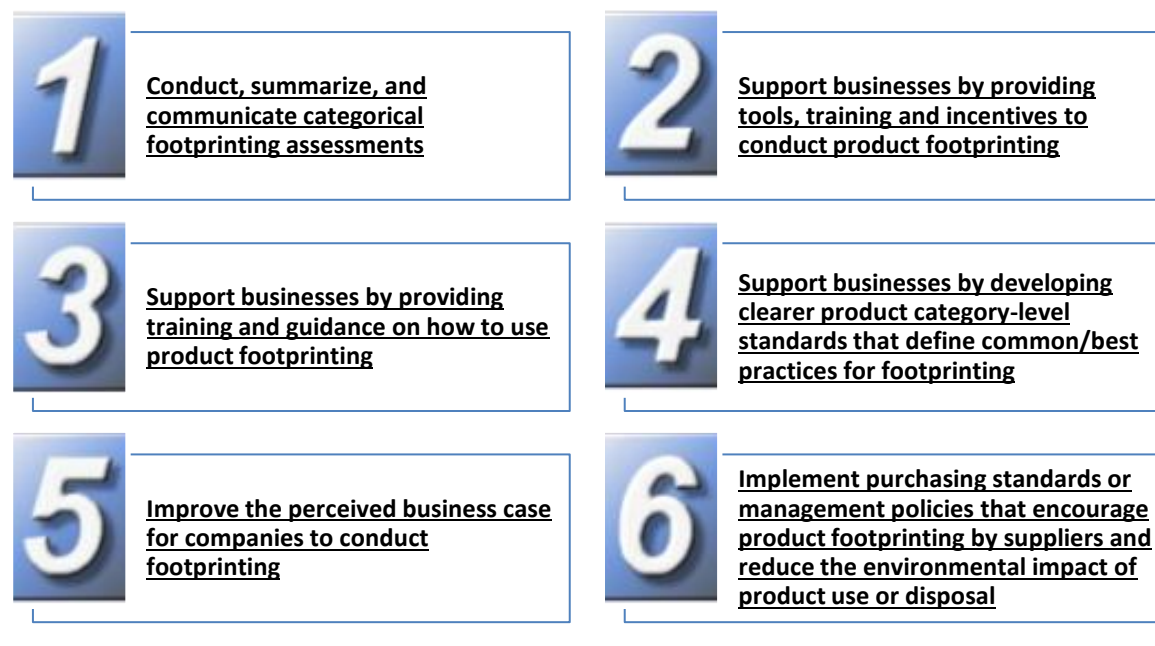 1
Conduct, summarize, and
communicate categorical
footprinting assessments
2
Support businesses by providing
tools, training and incentives to
conduct product footprinting
3
Support businesses by providing
training and guidance on how to use
product footprinting
4
Support businesses by developing
clearer product category-level
standards that define common/best
practices for footprinting
5
Improve the perceived business case
for companies to conduct
footprinting
6
Implement purchasing standards or
management policies that encourage
product footprinting by suppliers and
reduce the environmental impact of
product use or disposal